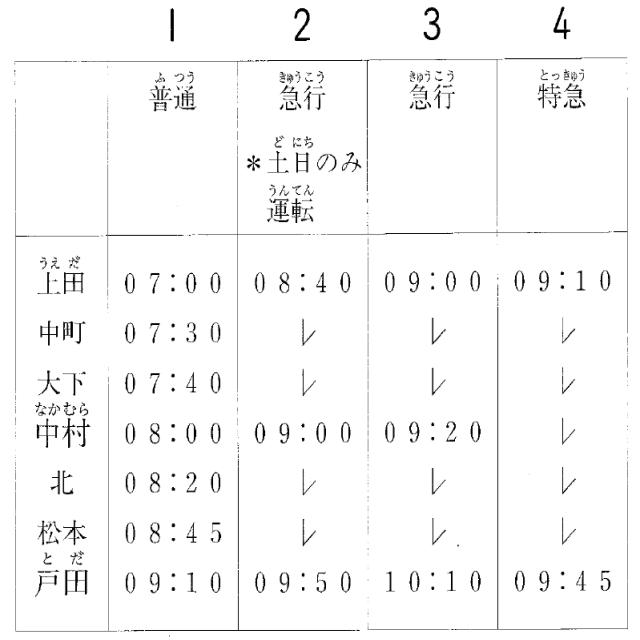 1 2 3 4
ふつう きゅうこう きゅうこう とっきゅう
普通 急行 急行 特急
どにち
*土日のみ
うんてん
運転
うえだ
上田 07:00 08:40 09:00 09:10
中町 07:30 レ レ レ
大下 07:40 レ レ レ
なかむら
中村 08:00 09:00 09:20 レ
北 08:20 レ レ レ
松本 08:45 レ レ レ
とだ
戸田 09:10 09:50 10:10 09:45